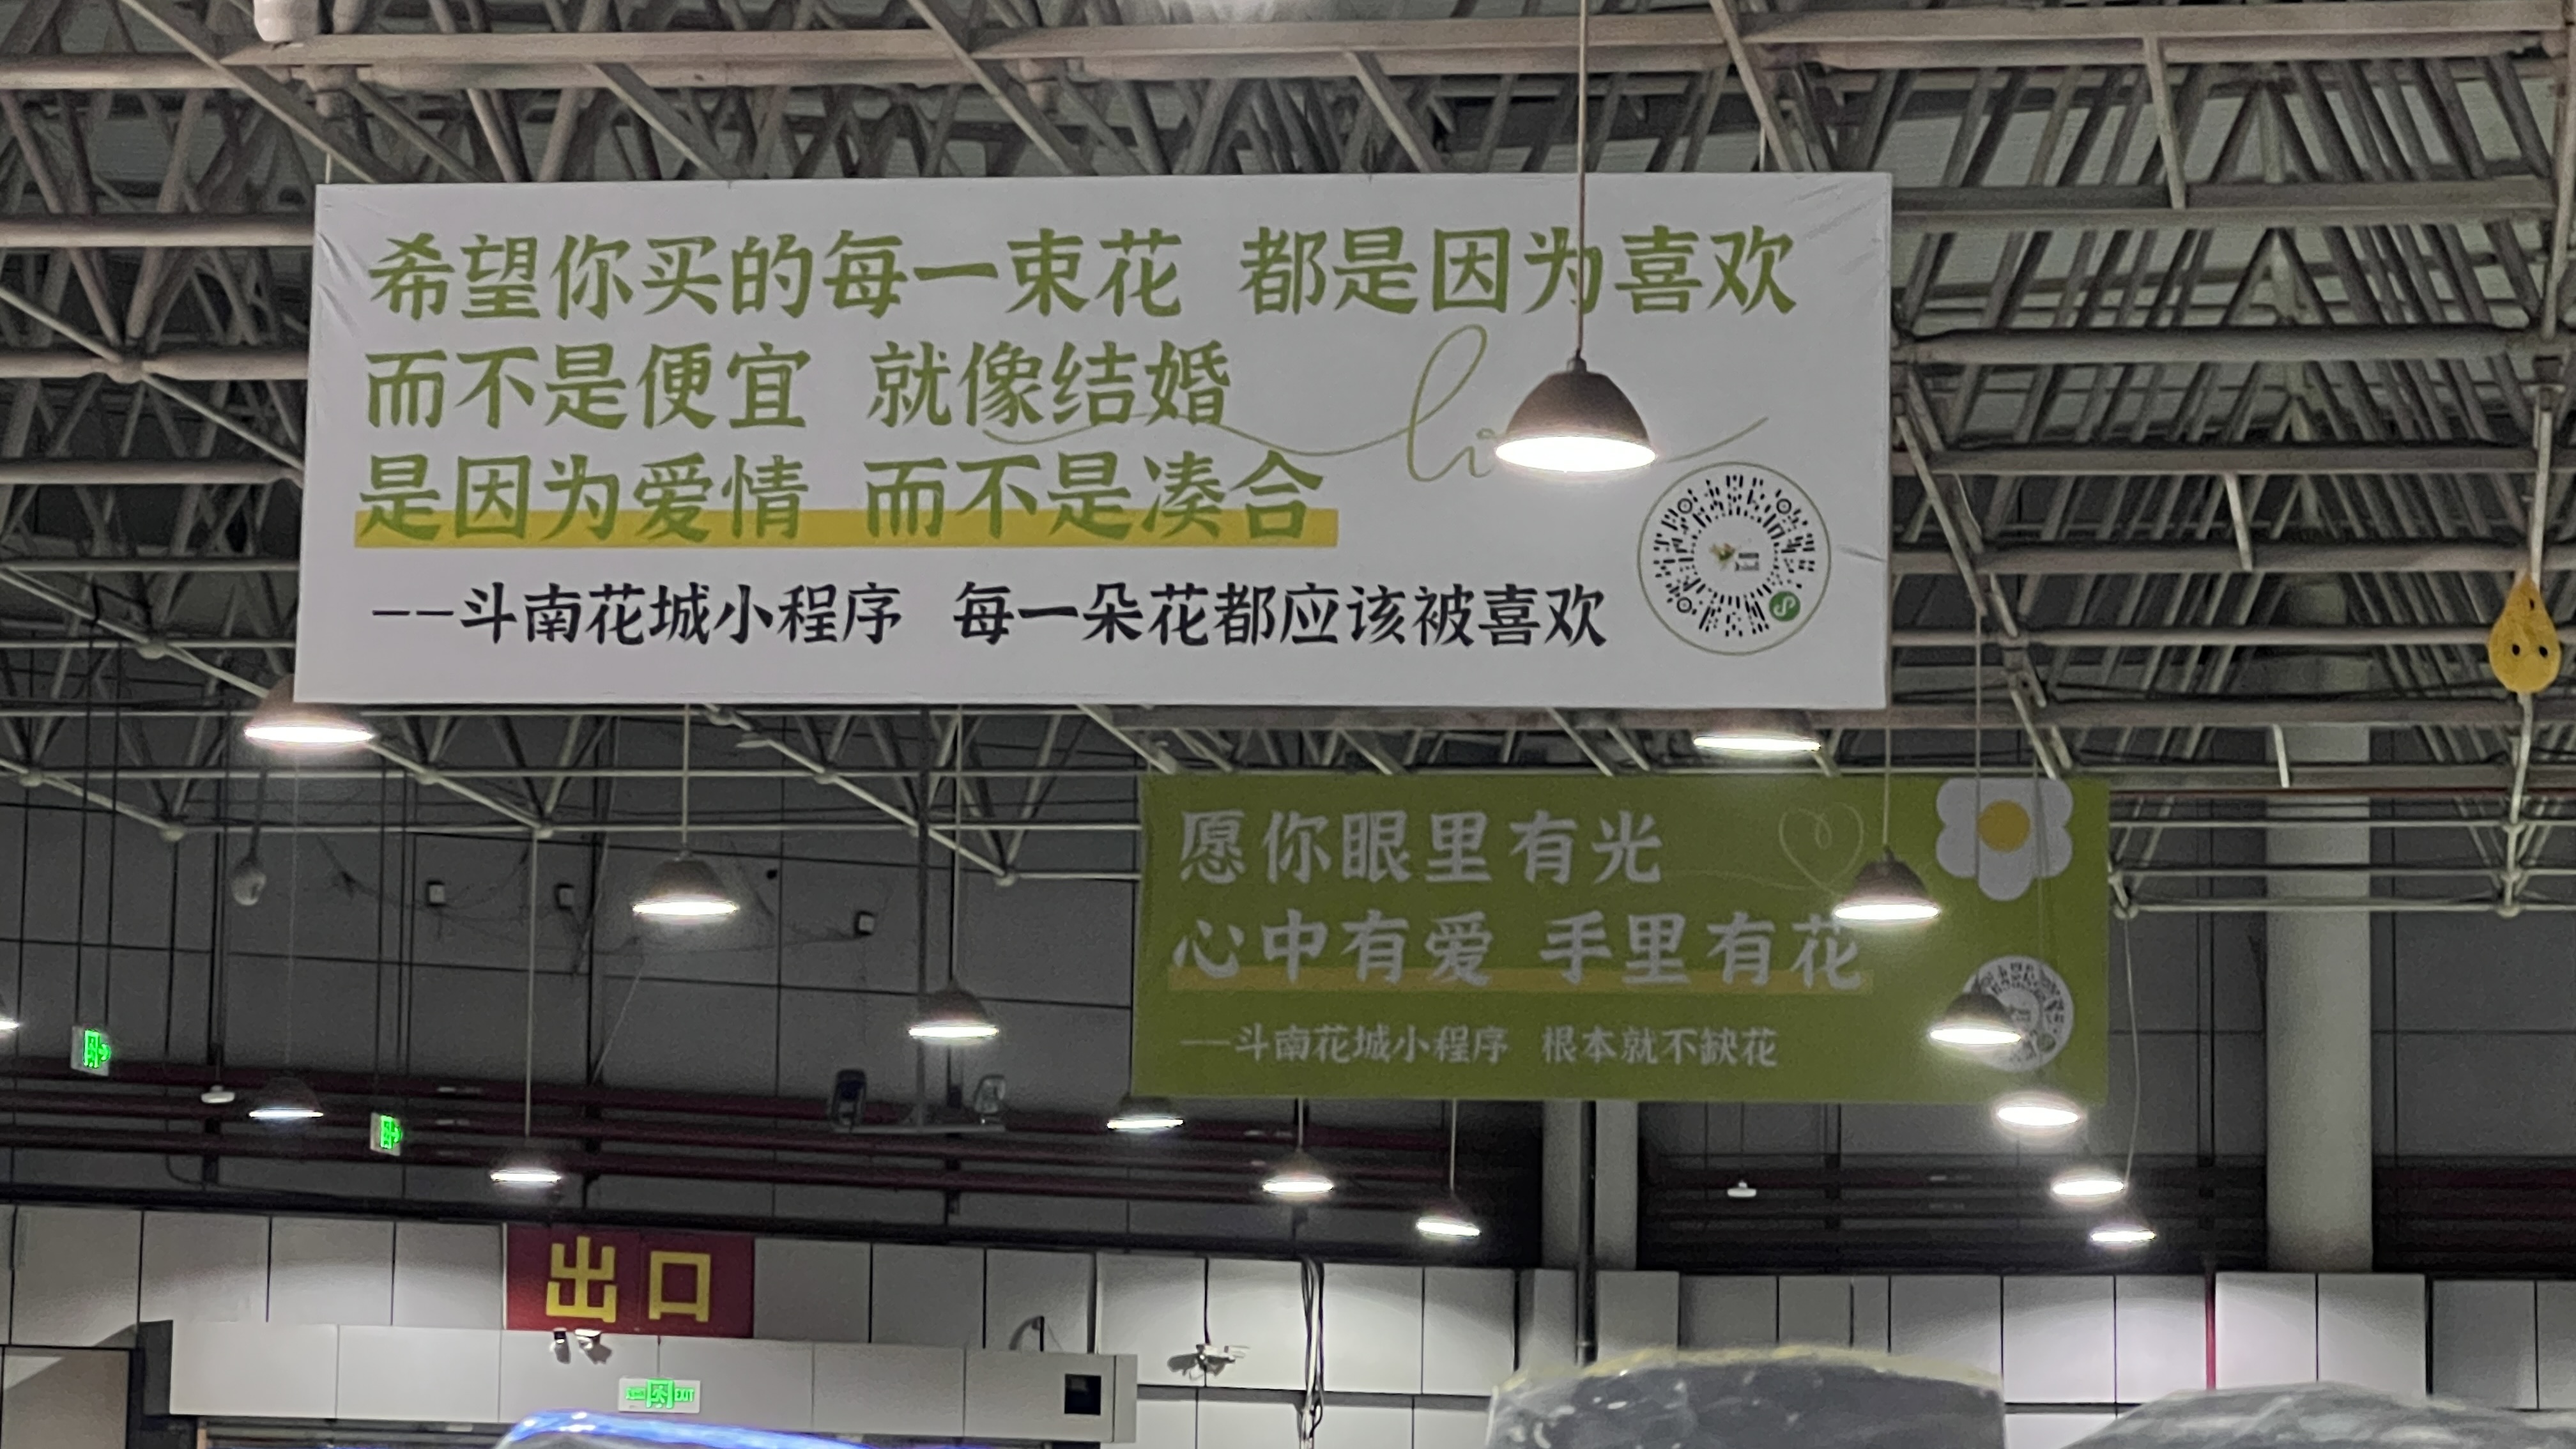 希望你买的每一束花 都是因为喜欢
而不是便宜 就像结婚
是因为爱情 而不是凑合
--斗南花城小程序 每一朵花都应该被喜欢
愿你眼里有光
心中有爱 手里有花
--斗南花城小程序 根本就不缺花
出口